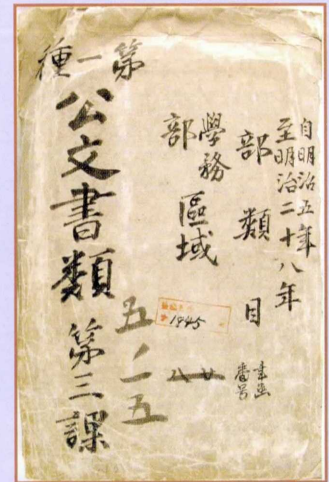 自明治五年
至明治二十八年
部類目
學務部
區域
1945
第一種
公文書類
第三課
五ノ一五